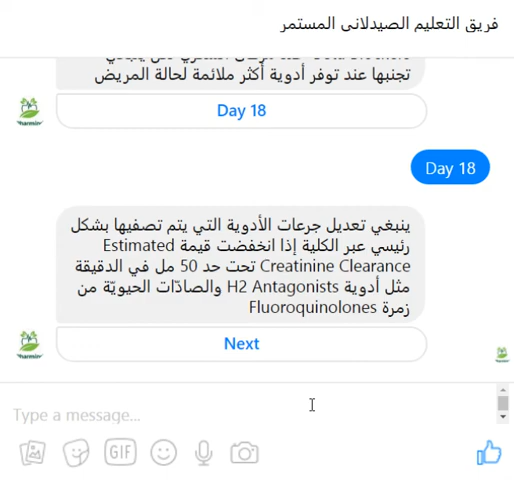 فريق التعليم الصيدلانى المستمر
تجنبها عند توفر أدوية أكثر ملائمة لحالة المريض
Day 18
Day 18
ينبغي تعديل جرعات الأدوية التي يتم تصفيها بشكل
رئيسي عبر الكلية إذا انخفضت قيمة Estimated
Creatinine Clearance تحت حد 50 مل في الدقيقة
مثل أدوية H2 Antagonists والصادّات الحيويّة من
زمرة Fluoroquinolones
Next
Type a message...
GIF